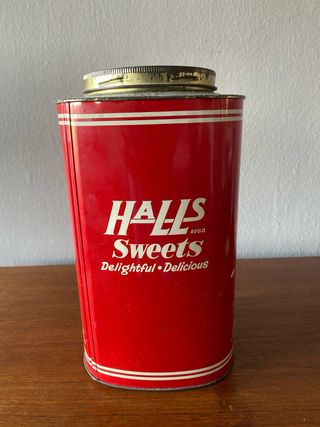 HALLS
REGD.
Sweets
Delightful • Delicious